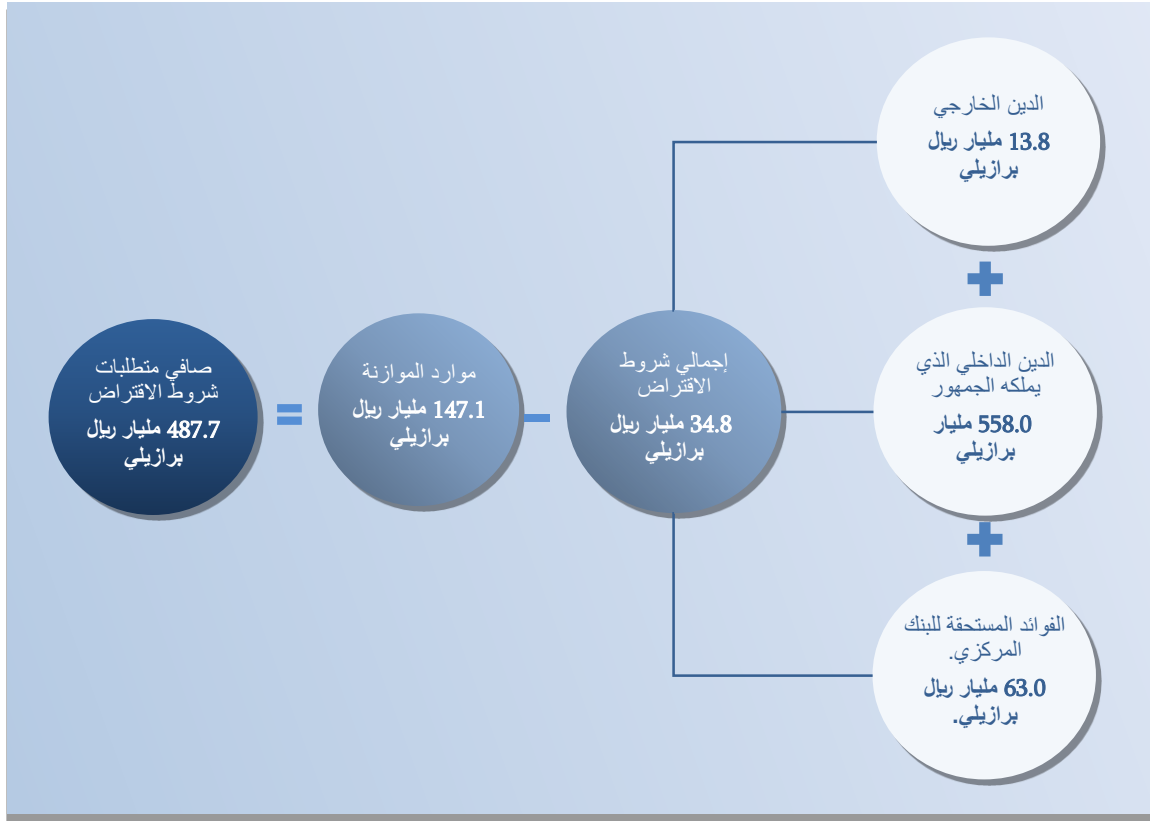 الدين الخارجي
13.8 مليار ريال
برازيلي
+
الدين الداخلي الذي
يملكه الجمهور
558.0 مليار
برازيلي
+
الفوائد المستحقة للبنك
المركزي.
63.0 مليار ريال
برازيلي.
إجمالي شروط
الاقتراض
34.8 مليار ريال
برازيلي
-
موارد الموازنة
147.1 مليار ريال
برازيلي
=
صافي متطلبات
شروط الاقتراض
487.7 مليار ريال
برازيلي